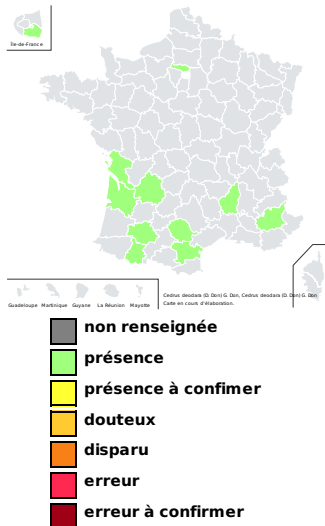 Île-de-France
Guadeloupe Martinique Guyane La Réunion Mayotte
Cedrus deodara (D. Don) G. Don, Cedrus deodara (D. Don) G. Don
Carte en cours d'élaboration.
non renseignée
présence
présence à confimer
douteux
disparu
erreur
erreur à confirmer